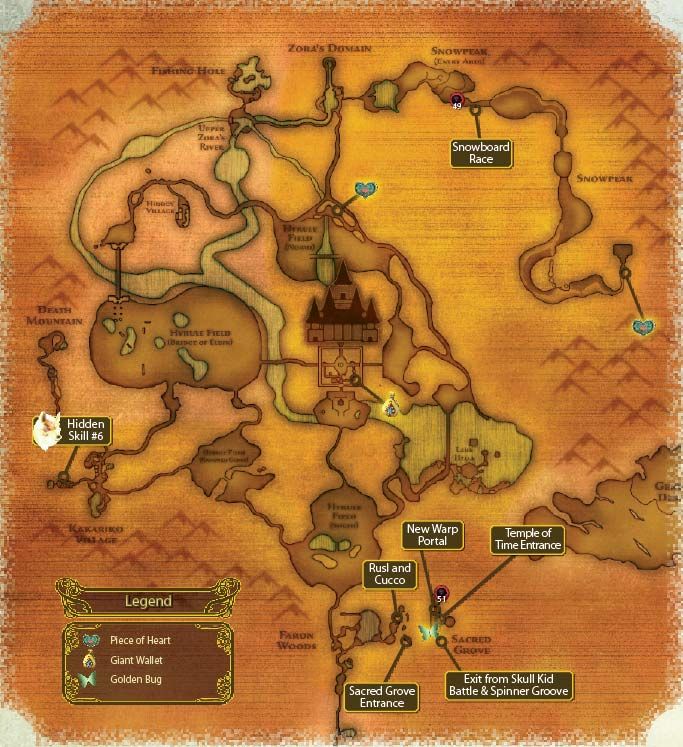 Zora's Domain
Snowpeak
(Entry Area)
Fishing Hole
49
Upper
Zora's
River
Snowboard
Race
Snowpeak
Hidden
Village
Hyrule
Field
(North)
Death
Mountain
Hyrule Field
(Bridge of Eldin)
Hidden
Skill #6
Lake
Hylia
Kakariko
Village
Hyrule
Field
New Warp
Portal
Temple of
Time Entrance
Rusl and
Cucco
51
Legend
Piece of Heart
Giant Wallet
Golden Bug
Faron
Woods
Sacred
Grove
Sacred Grove
Entrance
Exit from Skull Kid
Battle & Spinner Groove